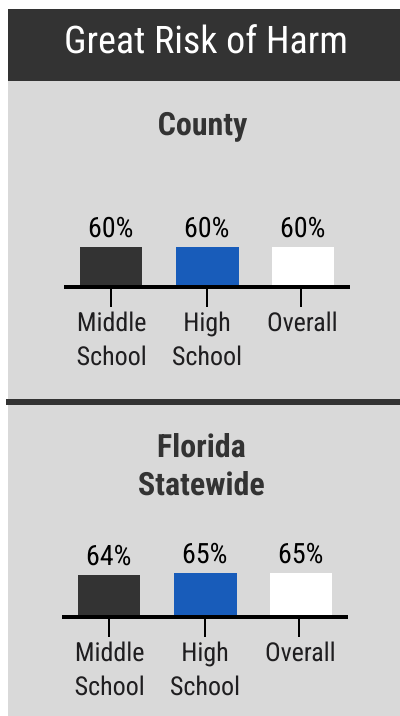 Great Risk of Harm
County
60% 60% 60%
Middle High Overall
School School
Florida
Statewide
64% 65% 65%
Middle High Overall
School School